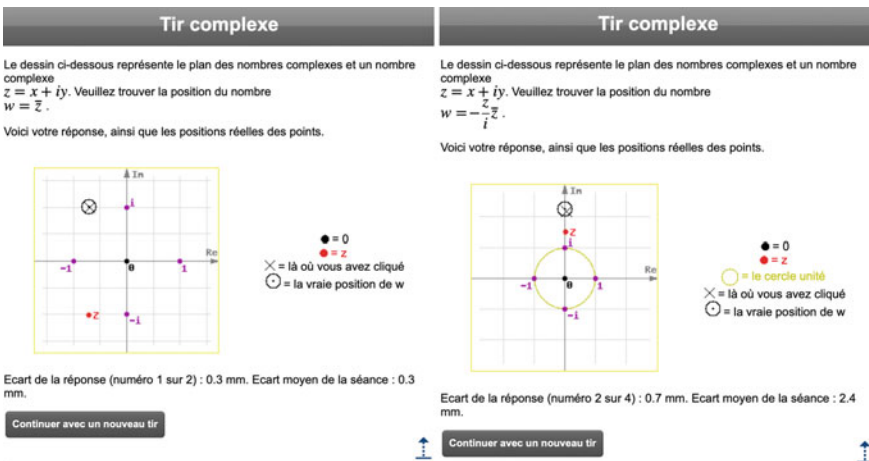 Tir complexe
Le dessin ci-dessous représente le plan des nombres complexes et un nombre
complexe
z = x + iy. Veuillez trouver la position du nombre
w = z̅ .
Voici votre réponse, ainsi que les positions réelles des points.
Im
i
Re
-1
0
1
z
-i
= 0
= z
= là où vous avez cliqué
= la vraie position de w
Ecart de la réponse (numéro 1 sur 2) : 0.3 mm. Ecart moyen de la séance : 0.3
mm.
Continuer avec un nouveau tir
Tir complexe
Le dessin ci-dessous représente le plan des nombres complexes et un nombre
complexe
z = x + iy. Veuillez trouver la position du nombre
w = -z/i z̅ .
Voici votre réponse, ainsi que les positions réelles des points.
Im
z
i
Re
-1
0
1
-i
= 0
= z
= le cercle unité
= là où vous avez cliqué
= la vraie position de w
Ecart de la réponse (numéro 2 sur 4) : 0.7 mm. Ecart moyen de la séance : 2.4
mm.
Continuer avec un nouveau tir